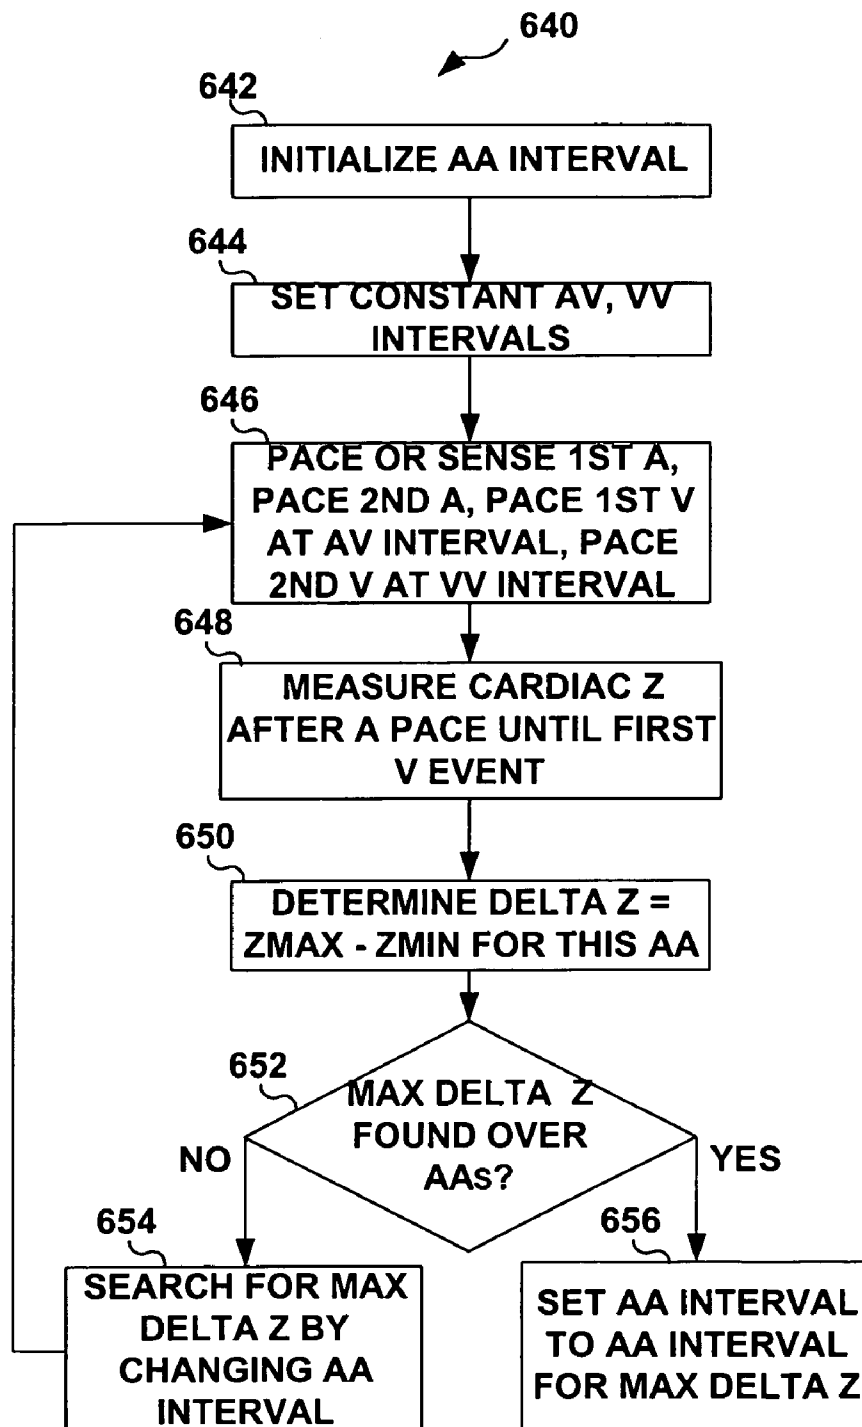 640
642
INITIALIZE AA INTERVAL
644
SET CONSTANT AV, VV
INTERVALS
646
PACE OR SENSE 1ST A,
PACE 2ND A, PACE 1ST V
AT AV INTERVAL, PACE
2ND V AT VV INTERVAL
648
MEASURE CARDIAC Z
AFTER A PACE UNTIL FIRST
V EVENT
650
DETERMINE DELTA Z =
ZMAX - ZMIN FOR THIS AA
652
MAX DELTA Z
FOUND OVER
AAs?
NO
YES
654
SEARCH FOR MAX
DELTA Z BY
CHANGING AA
INTERVAL
656
SET AA INTERVAL
TO AA INTERVAL
FOR MAX DELTA Z